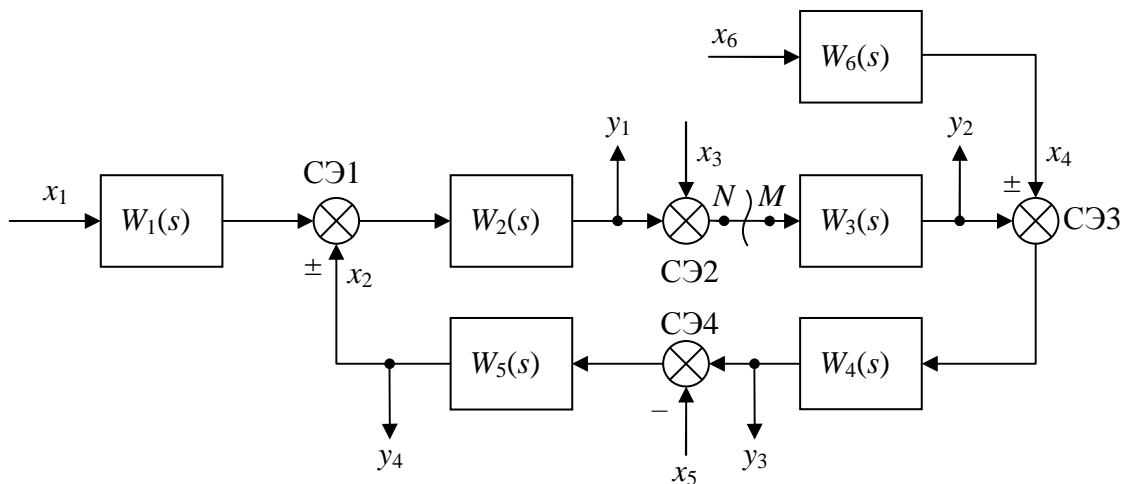 x6
W6(s)
y1
y2
x3
x4
СЭ1
±
x1
W1(s)
W2(s)
N
M
W3(s)
СЭ3
±
x2
СЭ2
СЭ4
W5(s)
W4(s)
–
y4
x5
y3